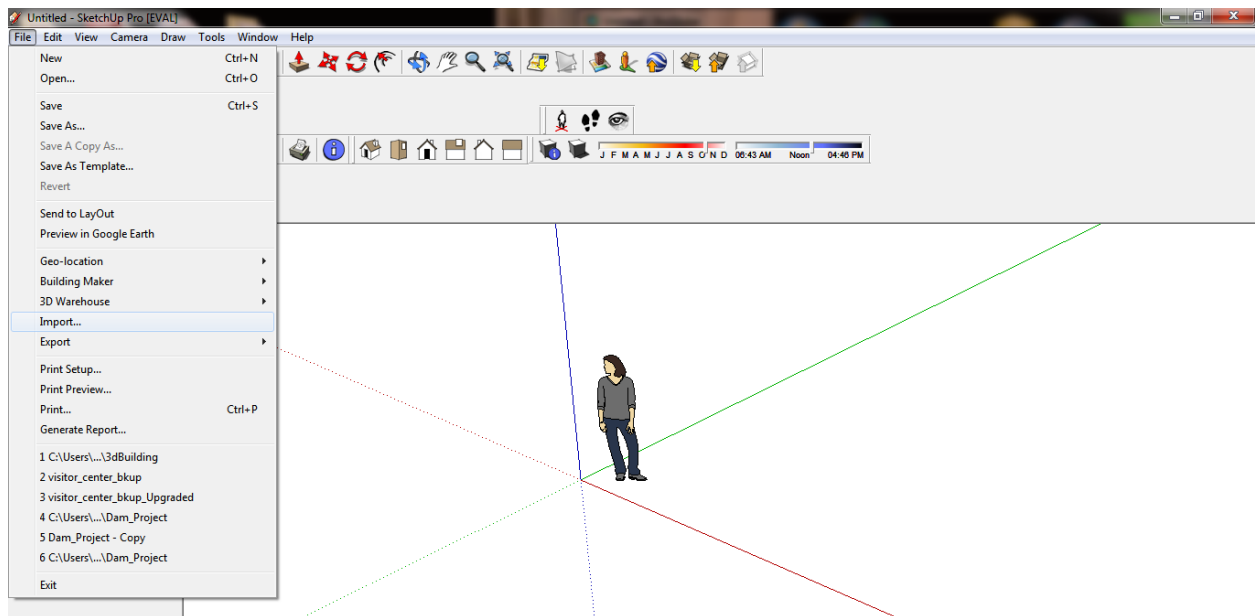 Untitled - SketchUp Pro [EVAL]
File Edit View Camera Draw Tools Window Help
New Ctrl+N
Open... Ctrl+O
Save Ctrl+S
Save As...
Save A Copy As...
Save As Template...
Revert
Send to LayOut
Preview in Google Earth
Geo-location
Building Maker
3D Warehouse
Import...
Export
Print Setup...
Print Preview...
Print... Ctrl+P
Generate Report...
1 C:\Users\...\3dBuilding
2 visitor_center_bkup
3 visitor_center_bkup_Upgraded
4 C:\Users\...\Dam_Project
5 Dam_Project - Copy
6 C:\Users\...\Dam_Project
Exit
J F M A M J J A S O N D 06:43 AM Noon 04:46 PM